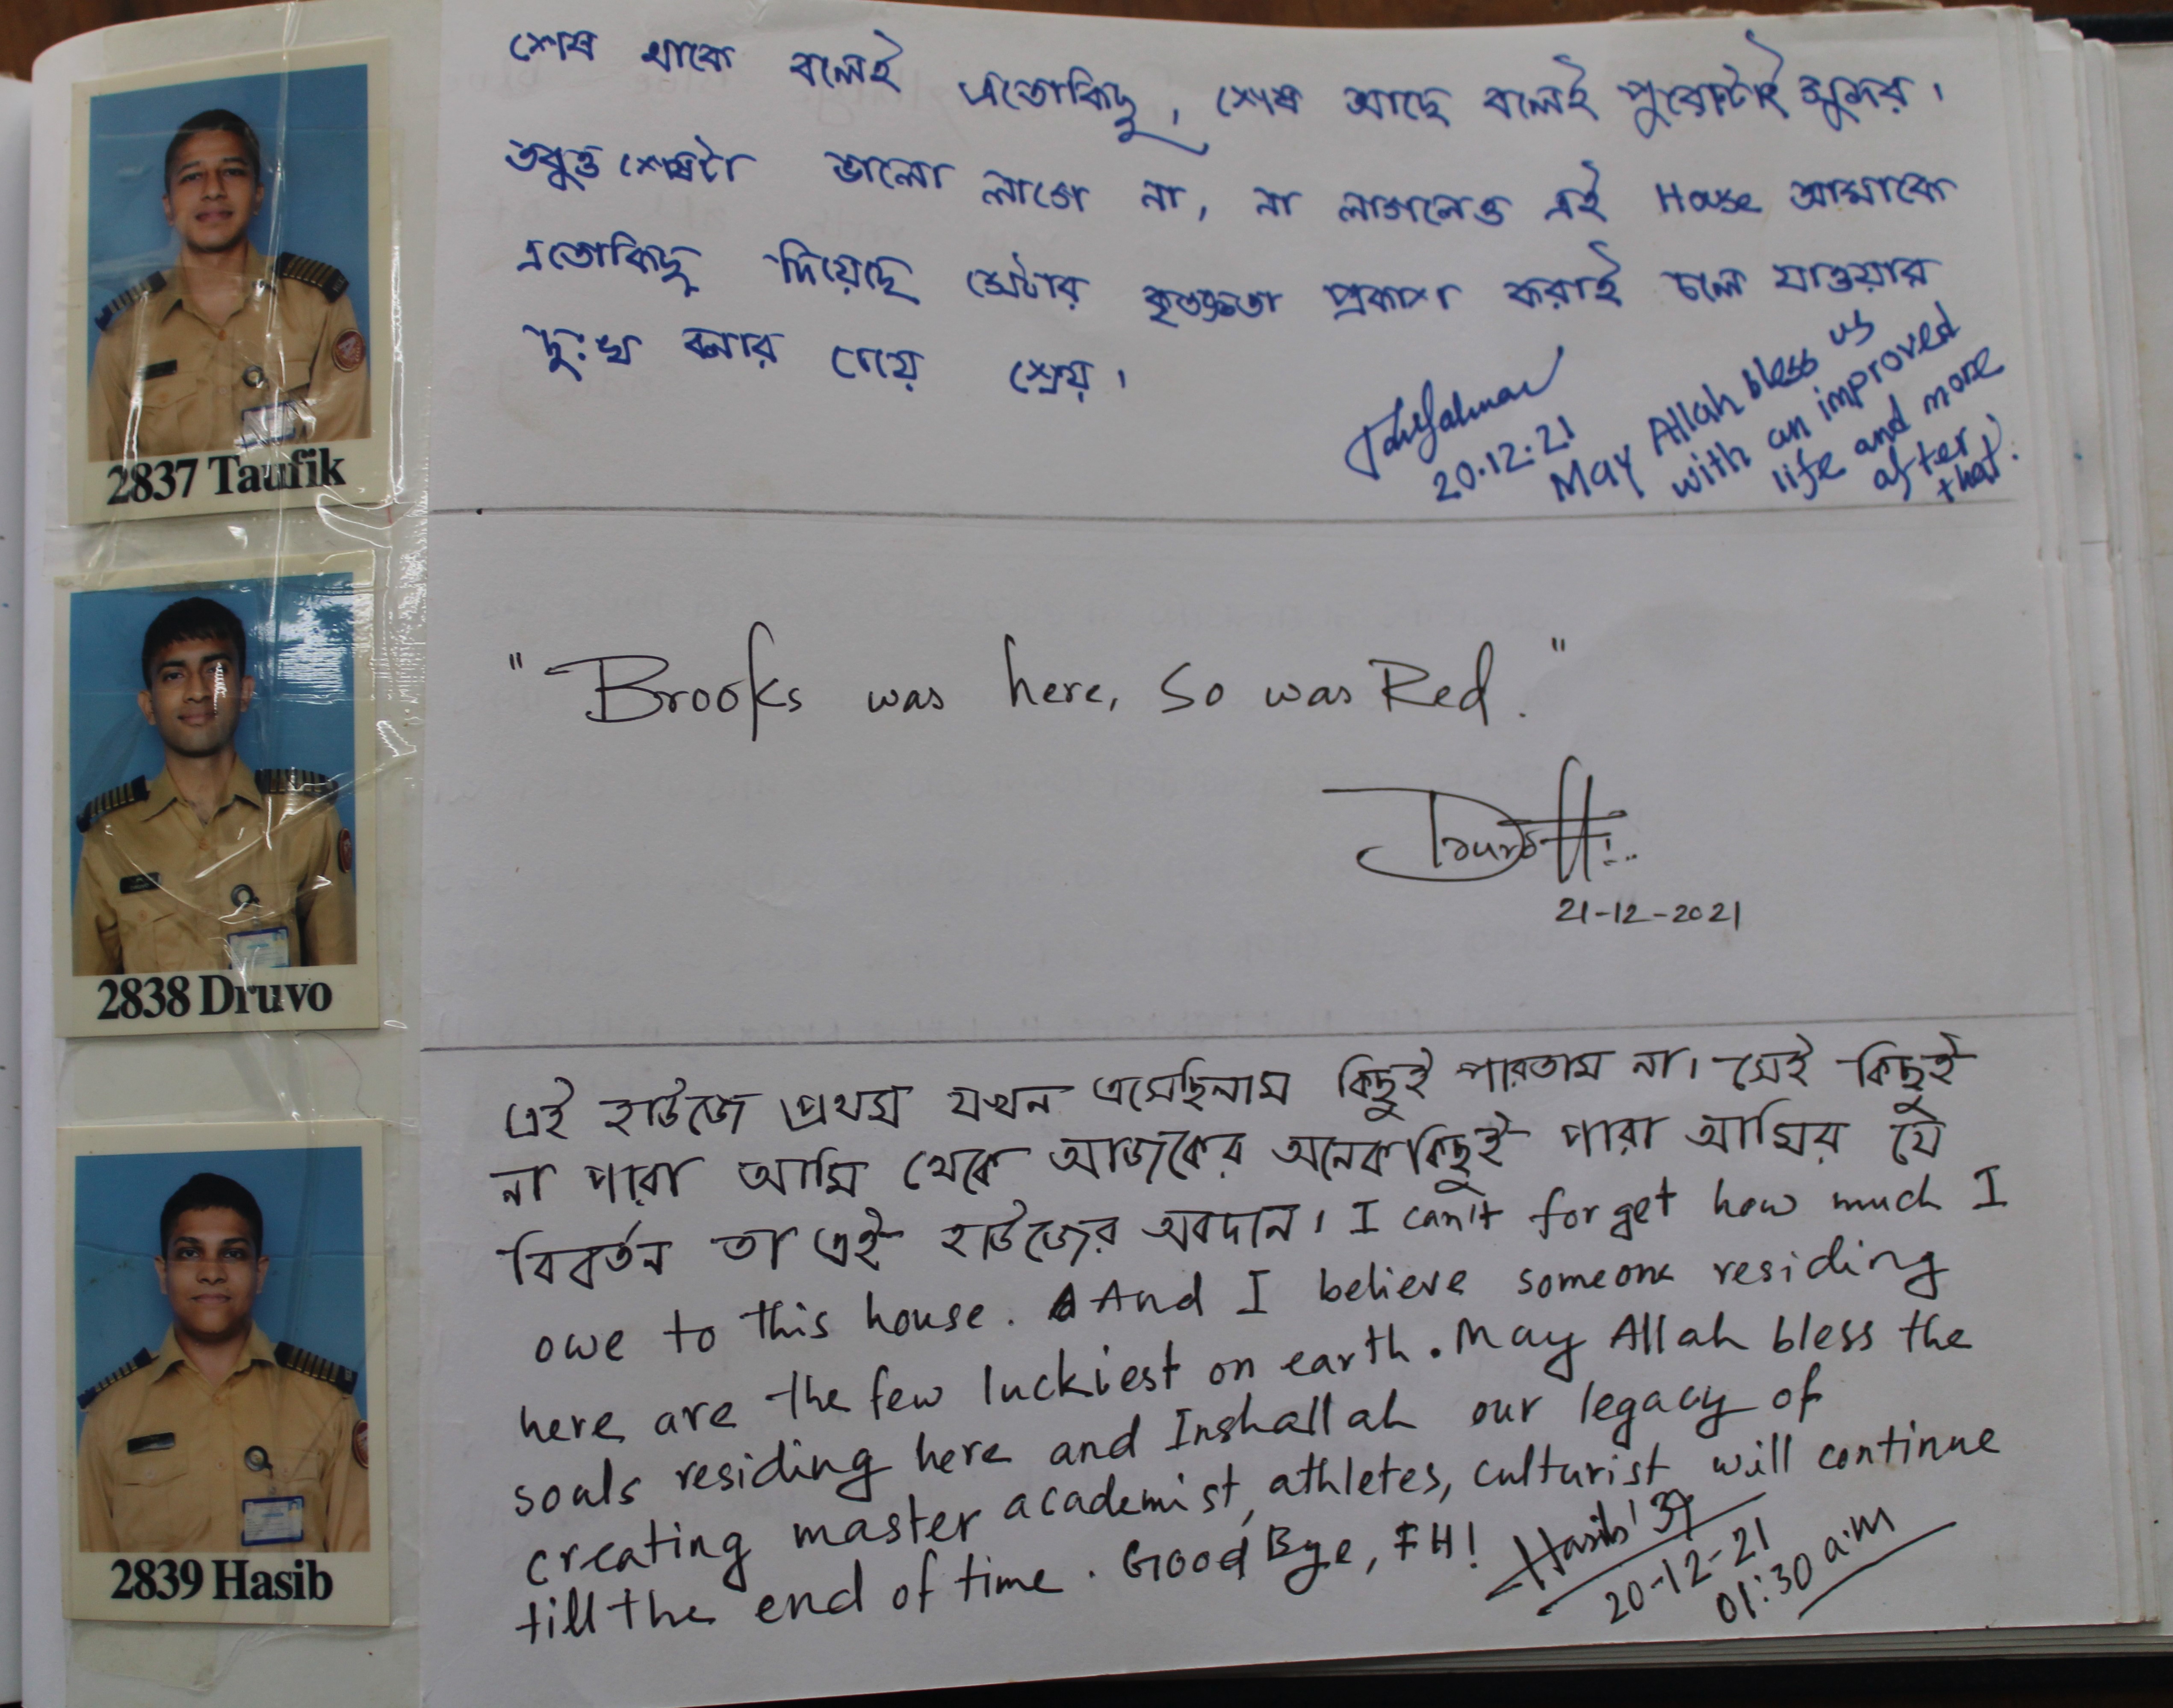 শেষ থাকে বলেই এতোকিছু, শেষ আছে বলেই পুরোটাই সুন্দর।
তবুও শেষটা ভালো লাগে না, না লাগলেও এই House আমাকে
এতোকিছু দিয়েছে সেটার কৃতজ্ঞতা প্রকাশ করাই চলে যাওয়ার
দুঃখ বলার চেয়ে শ্রেয়।
20.12.21
May Allah bless us
with an improved
life and more
after
that.
2837 Taufik
"Brooks was here, So was Red."
21-12-2021
2838 Druvo
এই হাউজে প্রথম যখন এসেছিলাম কিছুই পারতাম না। সেই কিছুই
না পারা আমি থেকে আজকের অনেককিছুই পারা আমির যে
বিবর্তন তা এই হাউজের অবদান। I can't forget how much I
owe to this house. And I believe someone residing
here are the few luckiest on earth. May Allah bless the
souls residing here and Inshallah our legacy of
creating master academist, athletes, culturist will continue
till the end of time. Good Bye, FH!
Hasib'37
20-12-21
01:30 a.m
2839 Hasib